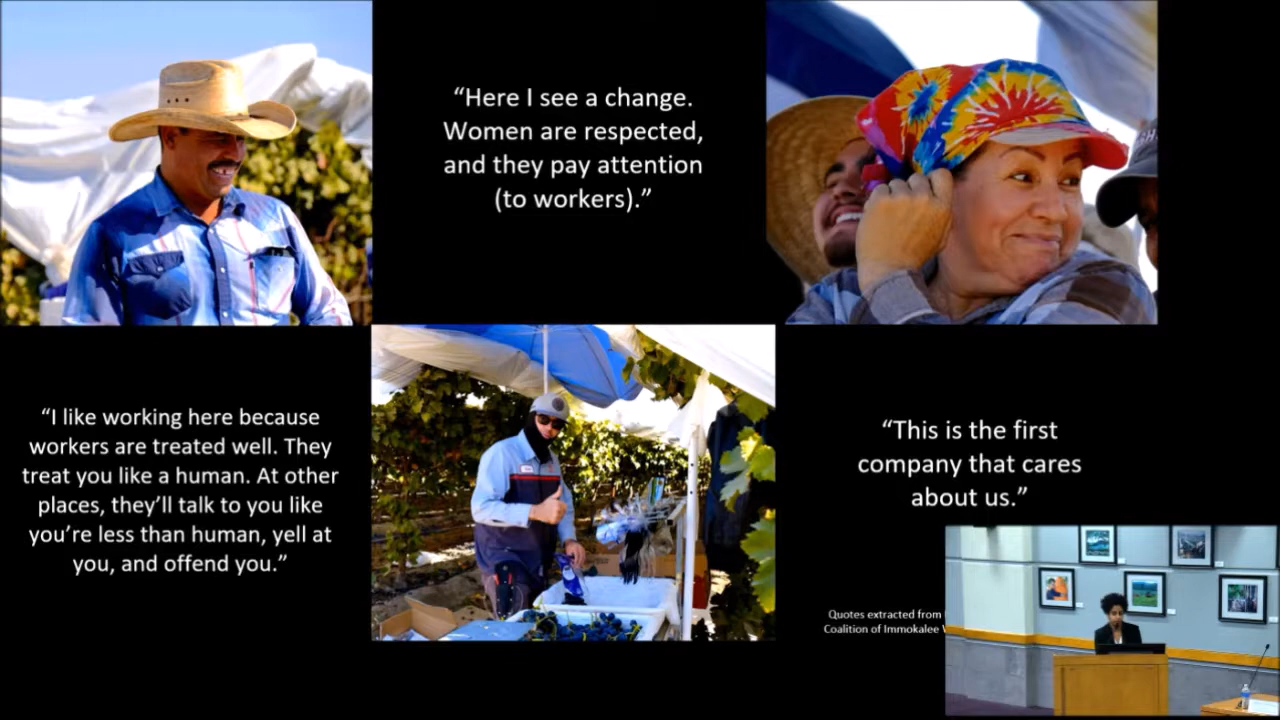 “Here I see a change.
Women are respected,
and they pay attention
(to workers).”
“I like working here because
workers are treated well. They
treat you like a human. At other
places, they’ll talk to you like
you’re less than human, yell at
you, and offend you.”
“This is the first
company that cares
about us.”
Quotes extracted from
Coalition of Immokalee